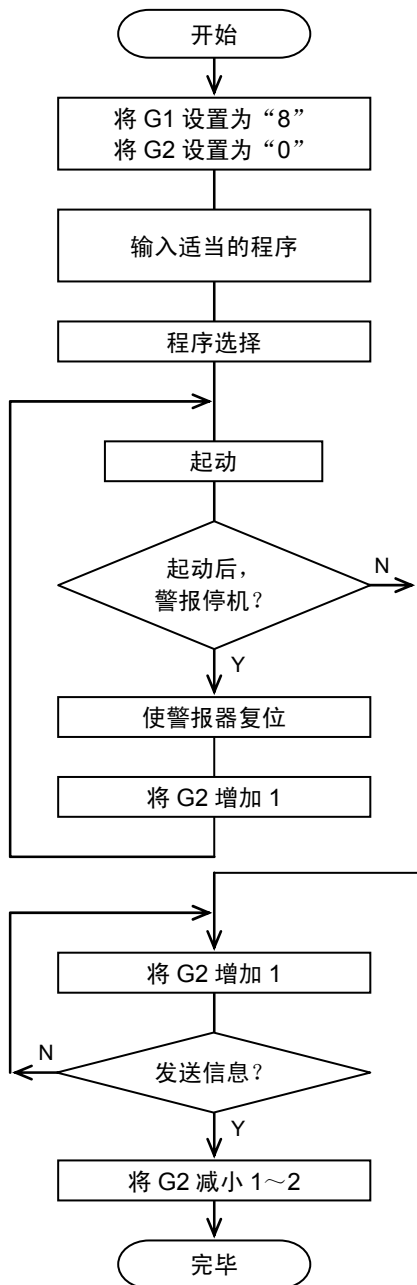 开始
将 G1 设置为“8”
将 G2 设置为“0”
输入适当的程序
程序选择
起动
起动后，
警报停机？
N
Y
使警报器复位
将 G2 增加 1
将 G2 增加 1
N
发送信息？
Y
将 G2 减小 1～2
完毕